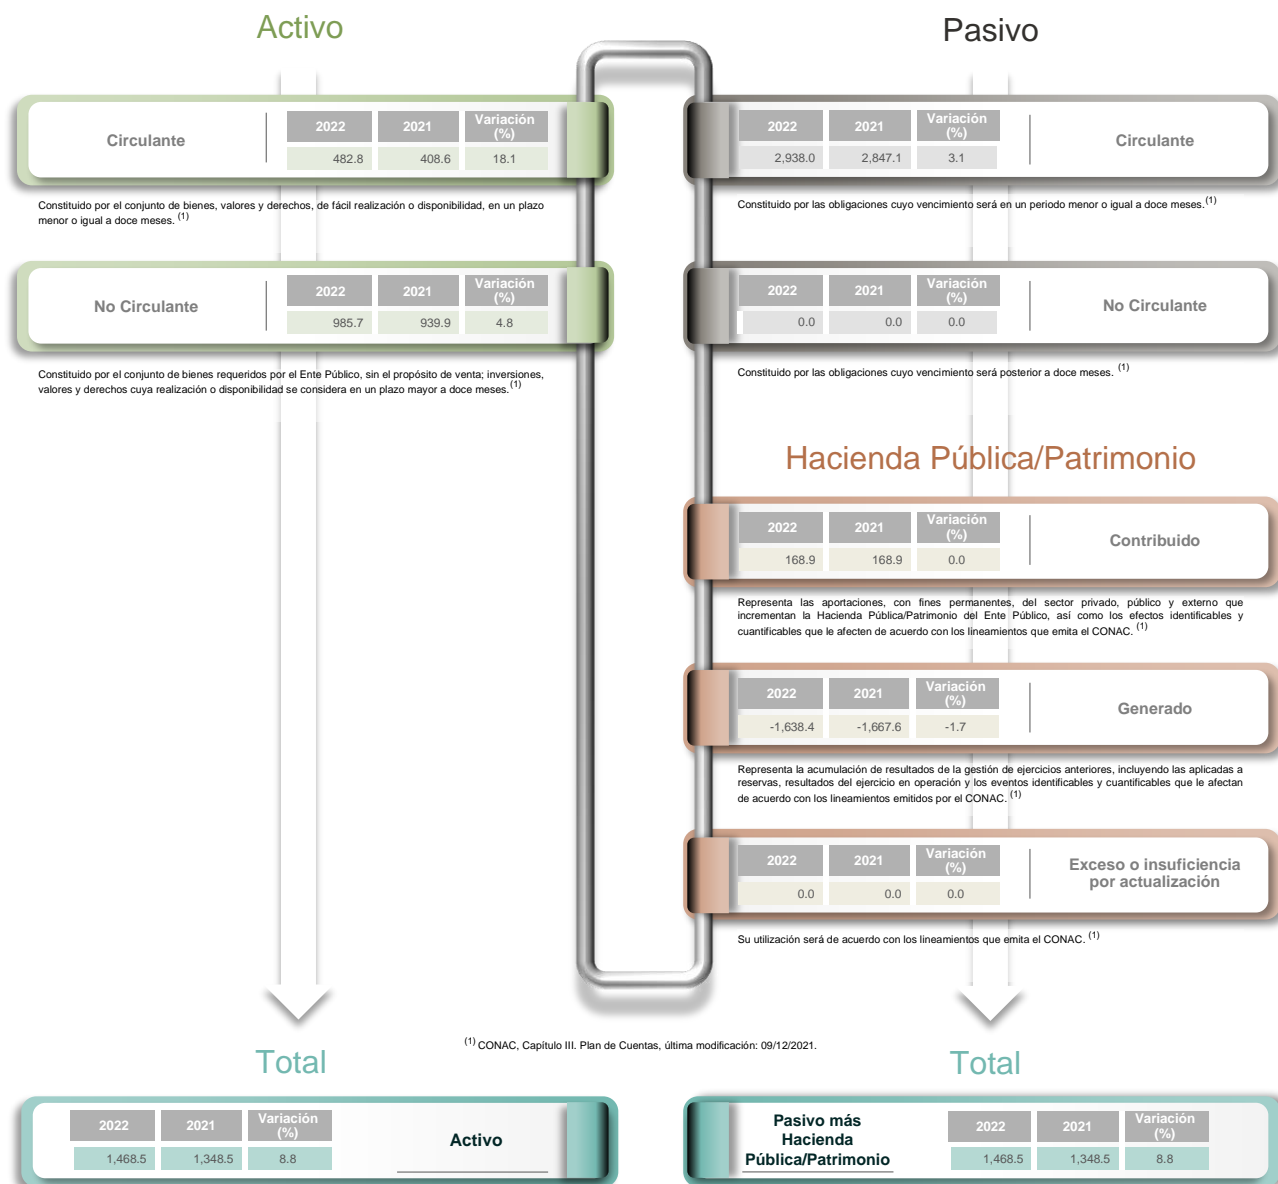 Activo
Circulante
2022 2021 Variación (%)
482.8 408.6 18.1
Constituido por el conjunto de bienes, valores y derechos, de fácil realización o disponibilidad, en un plazo
menor o igual a doce meses. (1)
No Circulante
2022 2021 Variación (%)
985.7 939.9 4.8
Constituido por el conjunto de bienes requeridos por el Ente Público, sin el propósito de venta; inversiones,
valores y derechos cuya realización o disponibilidad se considera en un plazo mayor a doce meses. (1)
Pasivo
2022 2021 Variación (%)
2,938.0 2,847.1 3.1
Circulante
Constituido por las obligaciones cuyo vencimiento será en un periodo menor o igual a doce meses. (1)
2022 2021 Variación (%)
0.0 0.0 0.0
No Circulante
Constituido por las obligaciones cuyo vencimiento será posterior a doce meses. (1)
Hacienda Pública/Patrimonio
2022 2021 Variación (%)
168.9 168.9 0.0
Contribuido
Representa las aportaciones, con fines permanentes, del sector privado, público y externo que
incrementan la Hacienda Pública/Patrimonio del Ente Público, así como los efectos identificables y
cuantificables que le afecten de acuerdo con los lineamientos que emita el CONAC. (1)
2022 2021 Variación (%)
-1,638.4 -1,667.6 -1.7
Generado
Representa la acumulación de resultados de la gestión de ejercicios anteriores, incluyendo las aplicadas a
reservas, resultados del ejercicio en operación y los eventos identificables y cuantificables que le afectan
de acuerdo con los lineamientos emitidos por el CONAC. (1)
2022 2021 Variación (%)
0.0 0.0 0.0
Exceso o insuficiencia
por actualización
Su utilización será de acuerdo con los lineamientos que emita el CONAC. (1)
(1) CONAC, Capítulo III. Plan de Cuentas, última modificación: 09/12/2021.
Total
2022 2021 Variación (%)
1,468.5 1,348.5 8.8
Activo
Total
Pasivo más
Hacienda
Pública/Patrimonio
2022 2021 Variación (%)
1,468.5 1,348.5 8.8